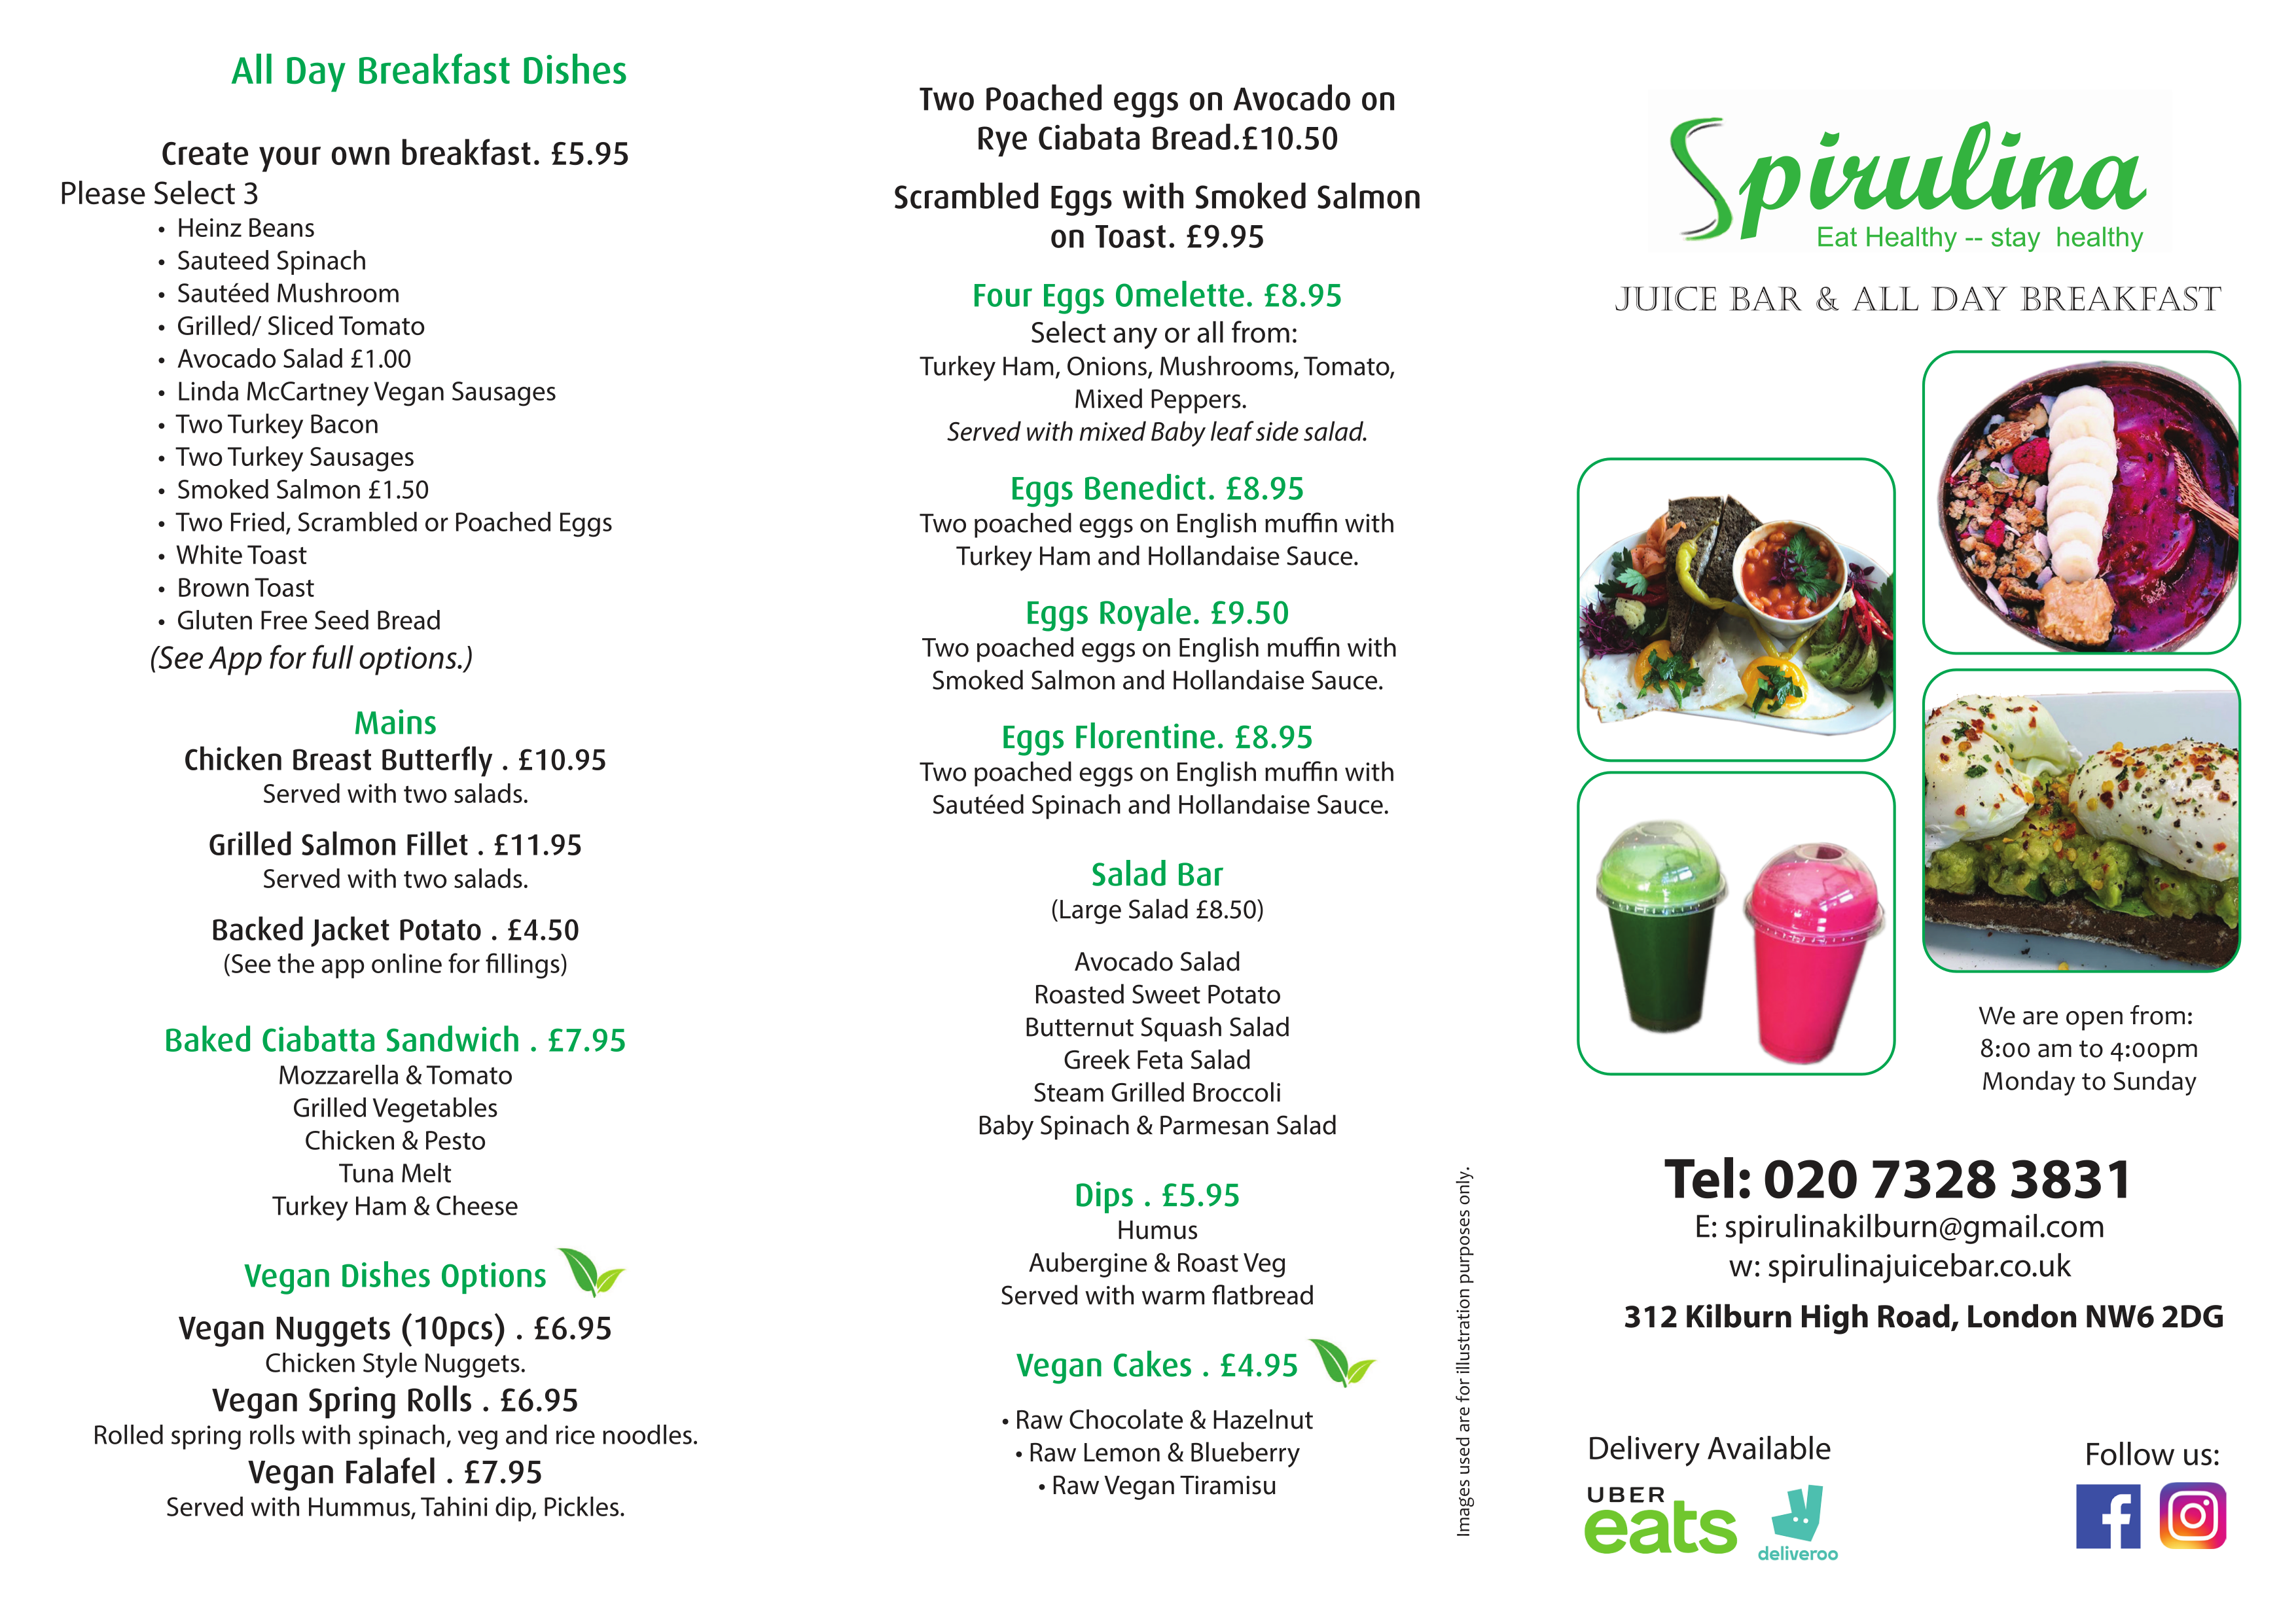 All Day Breakfast Dishes
Create your own breakfast. £5.95
Please Select 3
• Heinz Beans
• Sauteed Spinach
• Sautéed Mushroom
• Grilled/ Sliced Tomato
• Avocado Salad £1.00
• Linda McCartney Vegan Sausages
• Two Turkey Bacon
• Two Turkey Sausages
• Smoked Salmon £1.50
• Two Fried, Scrambled or Poached Eggs
• White Toast
• Brown Toast
• Gluten Free Seed Bread
(See App for full options.)
Mains
Chicken Breast Butterfly . £10.95
Served with two salads.
Grilled Salmon Fillet . £11.95
Served with two salads.
Backed Jacket Potato . £4.50
(See the app online for fillings)
Baked Ciabatta Sandwich . £7.95
Mozzarella & Tomato
Grilled Vegetables
Chicken & Pesto
Tuna Melt
Turkey Ham & Cheese
Vegan Dishes Options
Vegan Nuggets (10pcs) . £6.95
Chicken Style Nuggets.
Vegan Spring Rolls . £6.95
Rolled spring rolls with spinach, veg and rice noodles.
Vegan Falafel . £7.95
Served with Hummus, Tahini dip, Pickles.
Two Poached eggs on Avocado on
Rye Ciabata Bread.£10.50
Scrambled Eggs with Smoked Salmon
on Toast. £9.95
Four Eggs Omelette. £8.95
Select any or all from:
Turkey Ham, Onions, Mushrooms, Tomato,
Mixed Peppers.
Served with mixed Baby leaf side salad.
Eggs Benedict. £8.95
Two poached eggs on English muffin with
Turkey Ham and Hollandaise Sauce.
Eggs Royale. £9.50
Two poached eggs on English muffin with
Smoked Salmon and Hollandaise Sauce.
Eggs Florentine. £8.95
Two poached eggs on English muffin with
Sautéed Spinach and Hollandaise Sauce.
Salad Bar
(Large Salad £8.50)
Avocado Salad
Roasted Sweet Potato
Butternut Squash Salad
Greek Feta Salad
Steam Grilled Broccoli
Baby Spinach & Parmesan Salad
Dips . £5.95
Humus
Aubergine & Roast Veg
Served with warm flatbread
Vegan Cakes . £4.95
• Raw Chocolate & Hazelnut
• Raw Lemon & Blueberry
• Raw Vegan Tiramisu
Images used are for illustration purposes only.
Spirulina
Eat Healthy -- stay healthy
JUICE BAR & ALL DAY BREAKFAST
We are open from:
8:00 am to 4:00pm
Monday to Sunday
Tel: 020 7328 3831
E: spirulinakilburn@gmail.com
w: spirulinajuicebar.co.uk
312 Kilburn High Road, London NW6 2DG
Delivery Available
UBER
eats
deliveroo
Follow us: